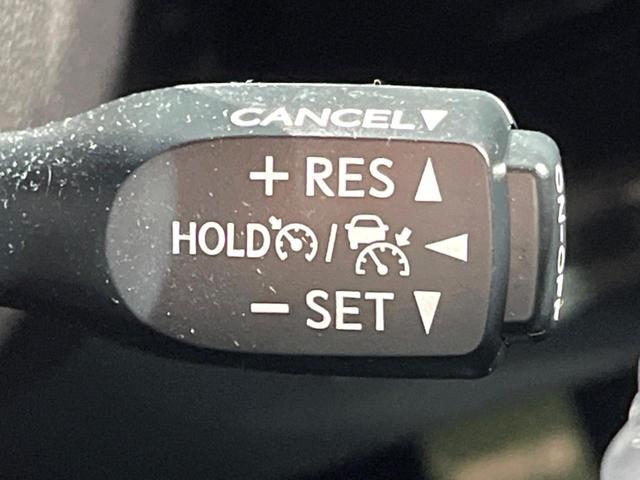 CANCEL▼
+ RES ▲
HOLD / ◀
− SET ▼
ON-OFF